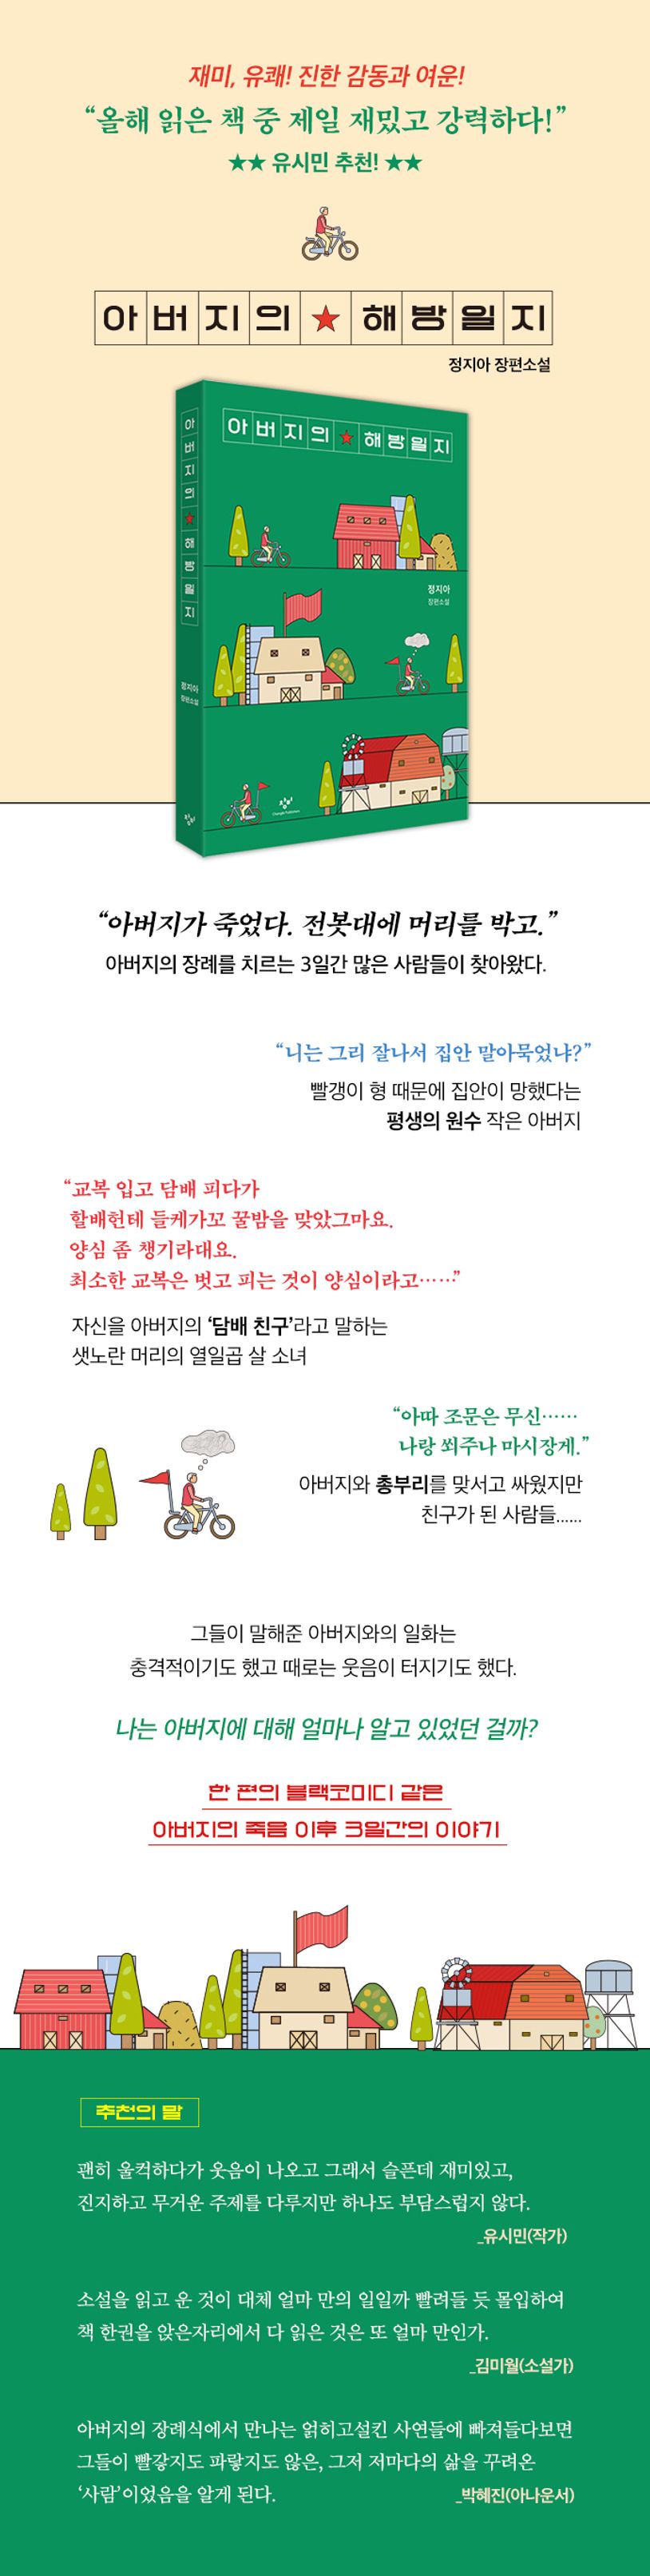 재미, 유쾌! 진한 감동과 여운!
“올해 읽은 책 중 제일 재밌고 강력하다!”
★★ 유시민 추천! ★★
아버지의★해방일지
정지아 장편소설
아버지의★해방일지
아버지의★해방일지
정지아
장편소설
정지아
장편소설
창비
창비
Changbi Publishers
“아버지가 죽었다. 전봇대에 머리를 박고.”
아버지의 장례를 치르는 3일간 많은 사람들이 찾아왔다.
“니는 그리 잘나서 집안 말아묵었냐?”
빨갱이 형 때문에 집안이 망했다는
평생의 원수 작은 아버지
“교복 입고 담배 피다가
할배헌테 들케가꼬 꿀밤을 맞았그마요.
양심 좀 챙기라대요.
최소한 교복은 벗고 피는 것이 양심이라고……”
자신을 아버지의 ‘담배 친구’라고 말하는
샛노란 머리의 열일곱 살 소녀
“아따 조문은 무신……
나랑 쐬주나 마시장게.”
아버지와 총부리를 맞서고 싸웠지만
친구가 된 사람들......
그들이 말해준 아버지와의 일화는
충격적이기도 했고 때로는 웃음이 터지기도 했다.
나는 아버지에 대해 얼마나 알고 있었던 걸까?
한 편의 블랙코미디 같은
아버지의 죽음 이후 3일간의 이야기
추천의 말
괜히 울컥하다가 웃음이 나오고 그래서 슬픈데 재미있고,
진지하고 무거운 주제를 다루지만 하나도 부담스럽지 않다.
_유시민(작가)
소설을 읽고 운 것이 대체 얼마 만의 일일까 빨려들 듯 몰입하여
책 한권을 앉은자리에서 다 읽은 것은 또 얼마 만인가.
_김미월(소설가)
아버지의 장례식에서 만나는 얽히고설킨 사연들에 빠져들다보면
그들이 빨갛지도 파랗지도 않은, 그저 저마다의 삶을 꾸려온
‘사람’이었음을 알게 된다.
_박혜진(아나운서)